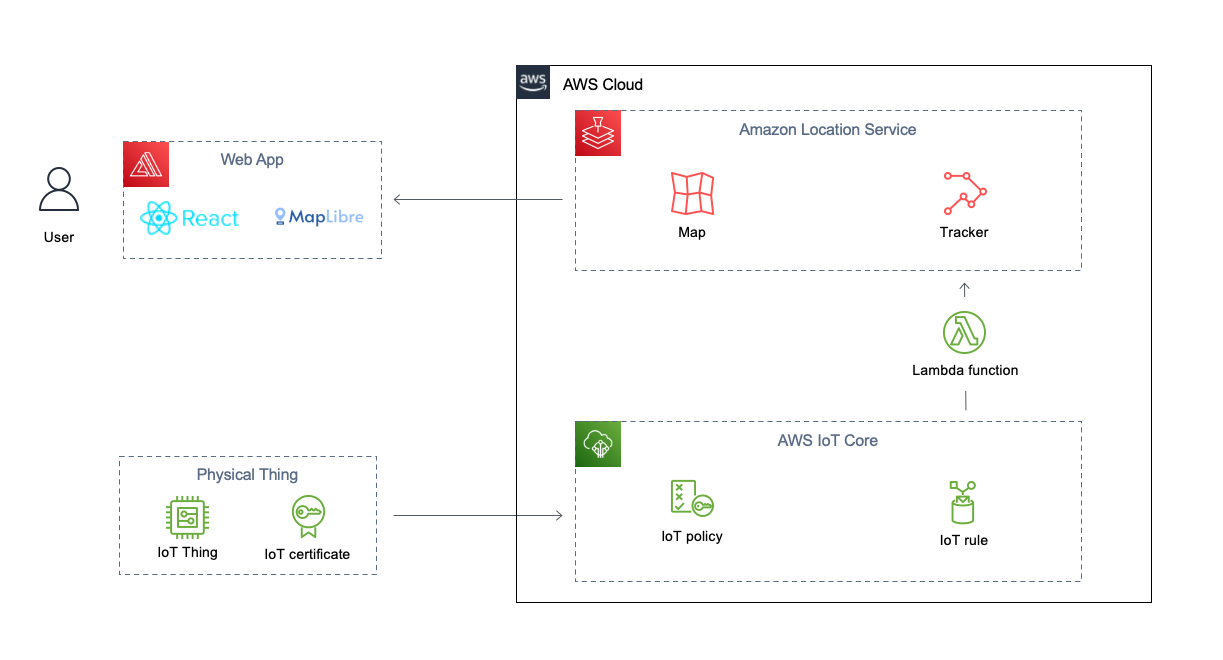 aws
AWS Cloud
Amazon Location Service
Web App
React
MapLibre
User
Map
Tracker
Lambda function
AWS IoT Core
Physical Thing
IoT Thing
IoT certificate
IoT policy
IoT rule